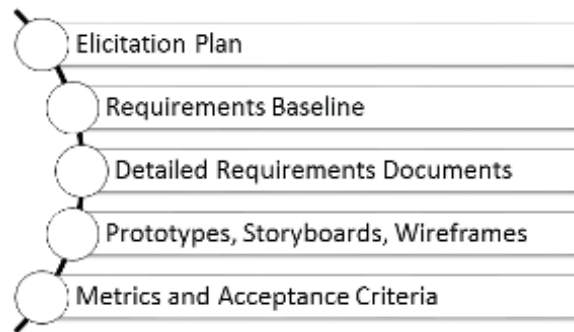 Elicitation Plan
Requirements Baseline
Detailed Requirements Documents
Prototypes, Storyboards, Wireframes
Metrics and Acceptance Criteria